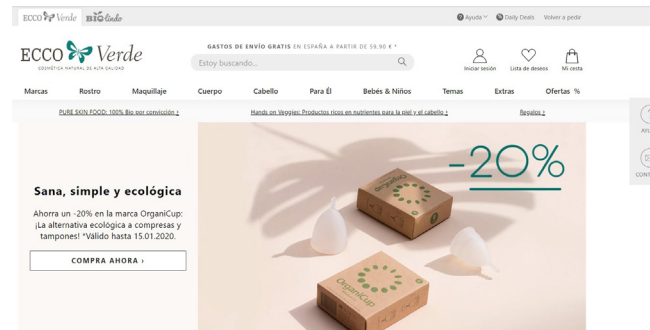 ECCO Verde BIOlindo
Ayuda Daily Deals Volver a pedir
ECCO Verde
COSMÉTICA NATURAL DE ALTA CALIDAD
GASTOS DE ENVÍO GRATIS EN ESPAÑA A PARTIR DE 59,90 € *
Estoy buscando...
Iniciar sesión Lista de deseos Mi cesta
Marcas Rostro Maquillaje Cuerpo Cabello Para Él Bebés & Niños Temas Extras Ofertas %
PURE SKIN FOOD: 100% Bio por convicción › Hands on Veggies: Productos ricos en nutrientes para la piel y el cabello › Regalos ›
-20%
Sana, simple y ecológica
Ahorra un -20% en la marca OrganiCup:
¡La alternativa ecológica a compresas y
tampones! *Válido hasta 15.01.2020.
COMPRA AHORA ›
OrganiCup
OrganiCup